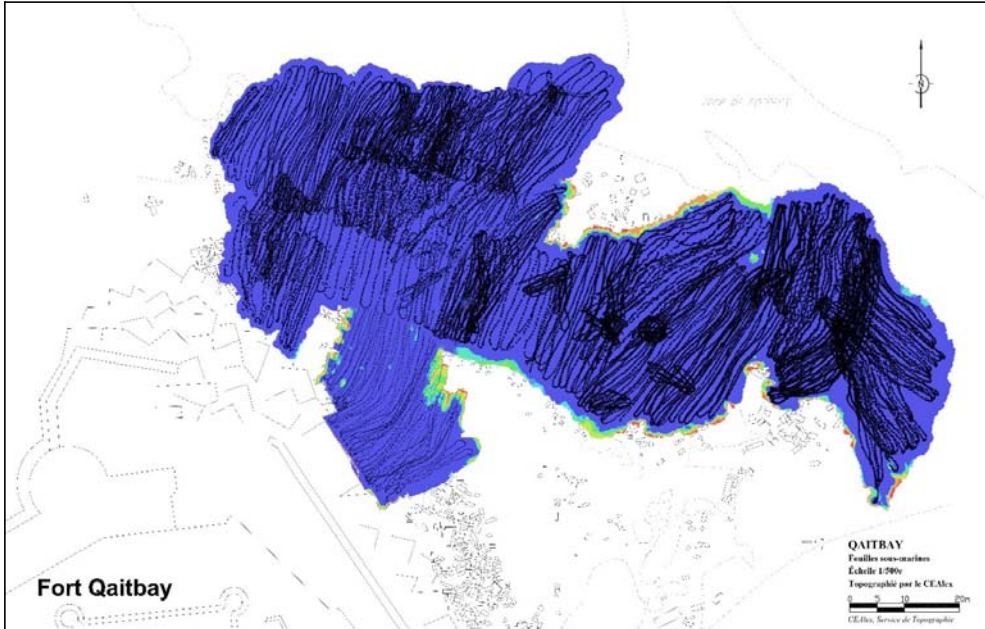 N
Fort Qaitbay
QAITBAY
Fouilles sous-marines
Échelle 1/500e
Topographié par le CEAlex
0 5 10 20m
CEAlex, Service de Topographie